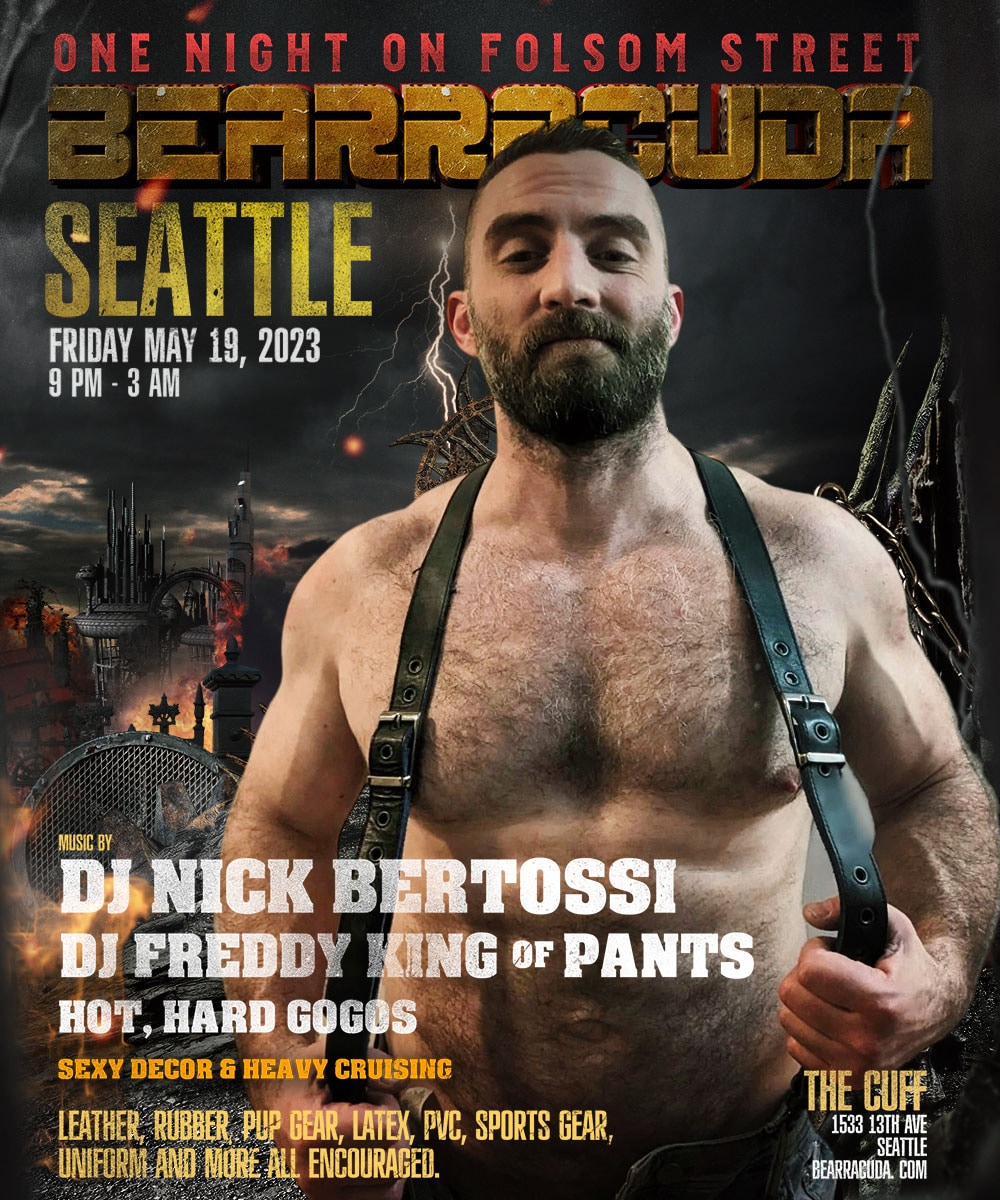 ONE NIGHT ON FOLSOM STREET
BEARRACUDA
SEATTLE
FRIDAY MAY 19, 2023
9 PM - 3 AM
MUSIC BY
DJ NICK BERTOSSI
DJ FREDDY KING OF PANTS
HOT, HARD GOGOS
SEXY DECOR & HEAVY CRUISING
LEATHER, RUBBER, PUP GEAR, LATEX, PVC, SPORTS GEAR,
UNIFORM AND MORE ALL ENCOURAGED.
THE CUFF
1533 13TH AVE
SEATTLE
BEARRACUDA. COM